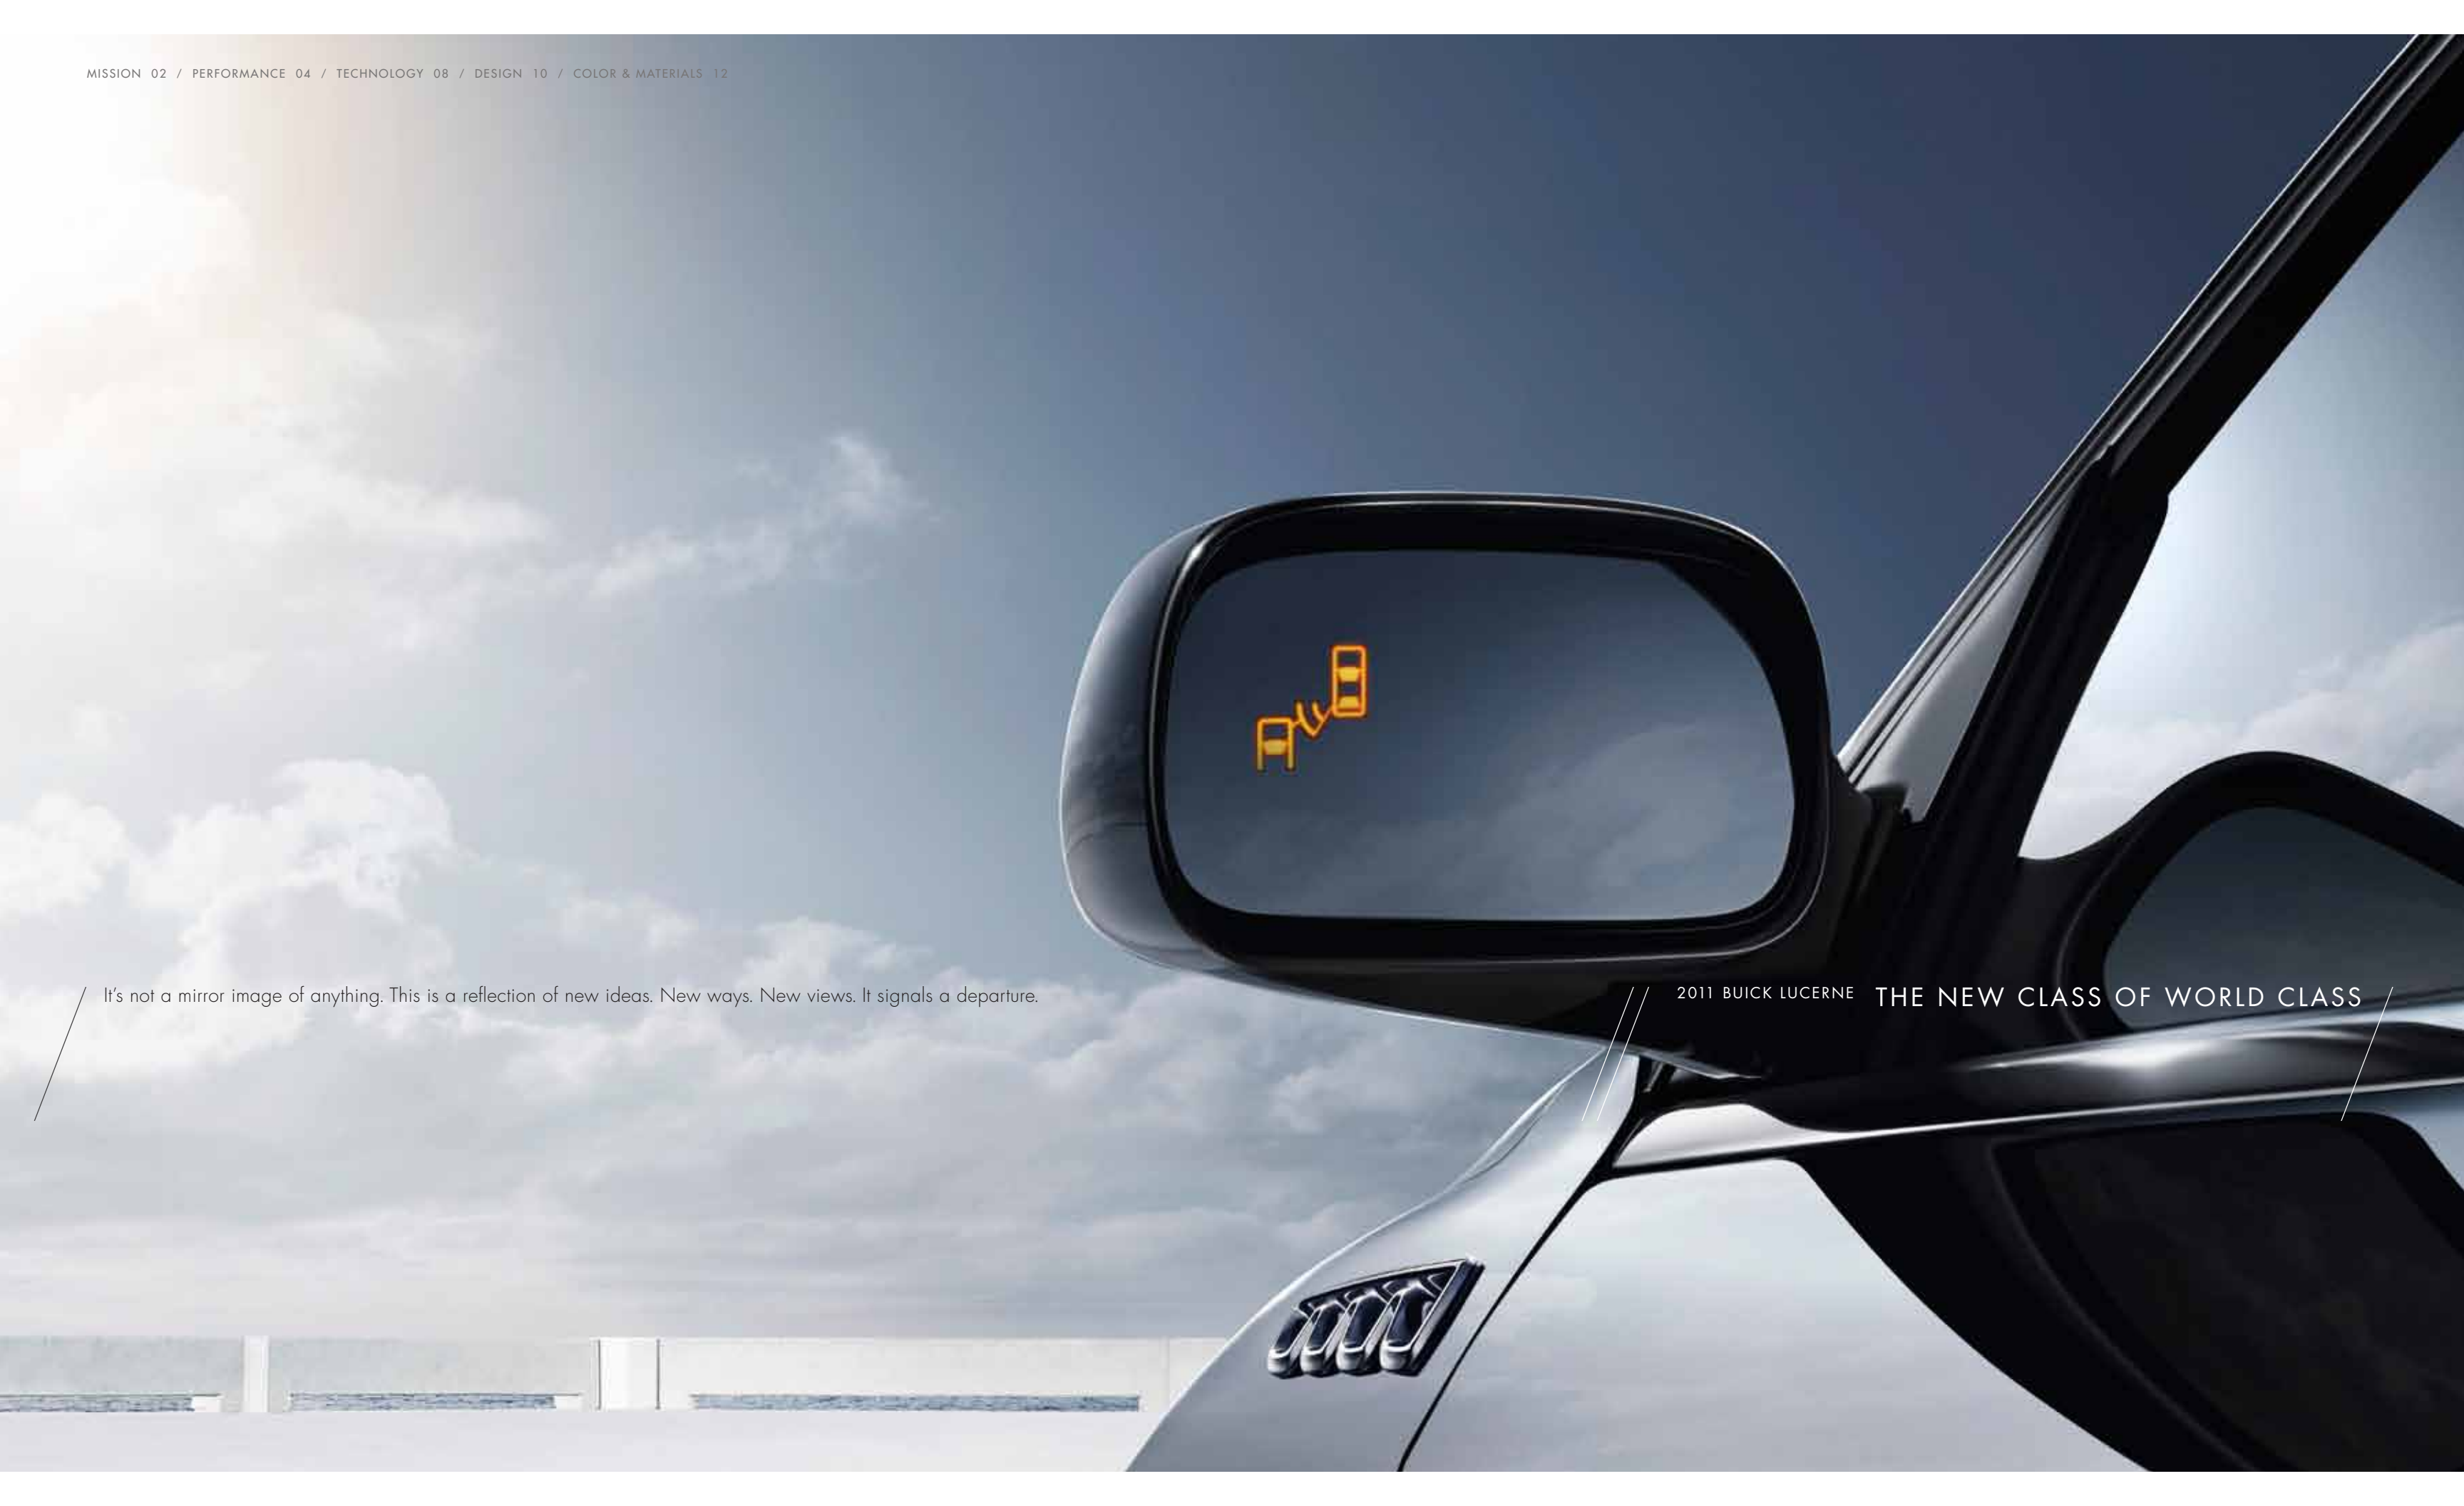 MISSION 02 / PERFORMANCE 04 / TECHNOLOGY 08 / DESIGN 10 / COLOR & MATERIALS 12
It's not a mirror image of anything. This is a reflection of new ideas. New ways. New views. It signals a departure.
2011 BUICK LUCERNE THE NEW CLASS OF WORLD CLASS